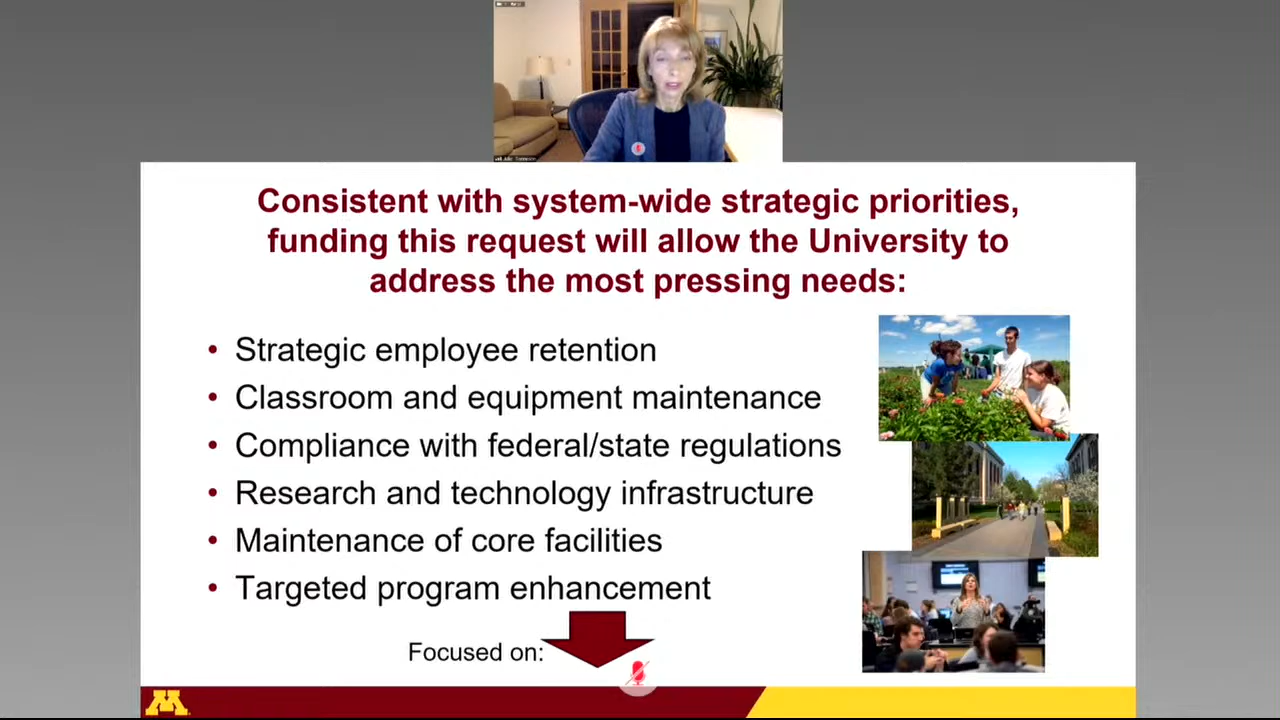 Consistent with system-wide strategic priorities,
funding this request will allow the University to
address the most pressing needs:
• Strategic employee retention
• Classroom and equipment maintenance
• Compliance with federal/state regulations
• Research and technology infrastructure
• Maintenance of core facilities
• Targeted program enhancement
Focused on:
M